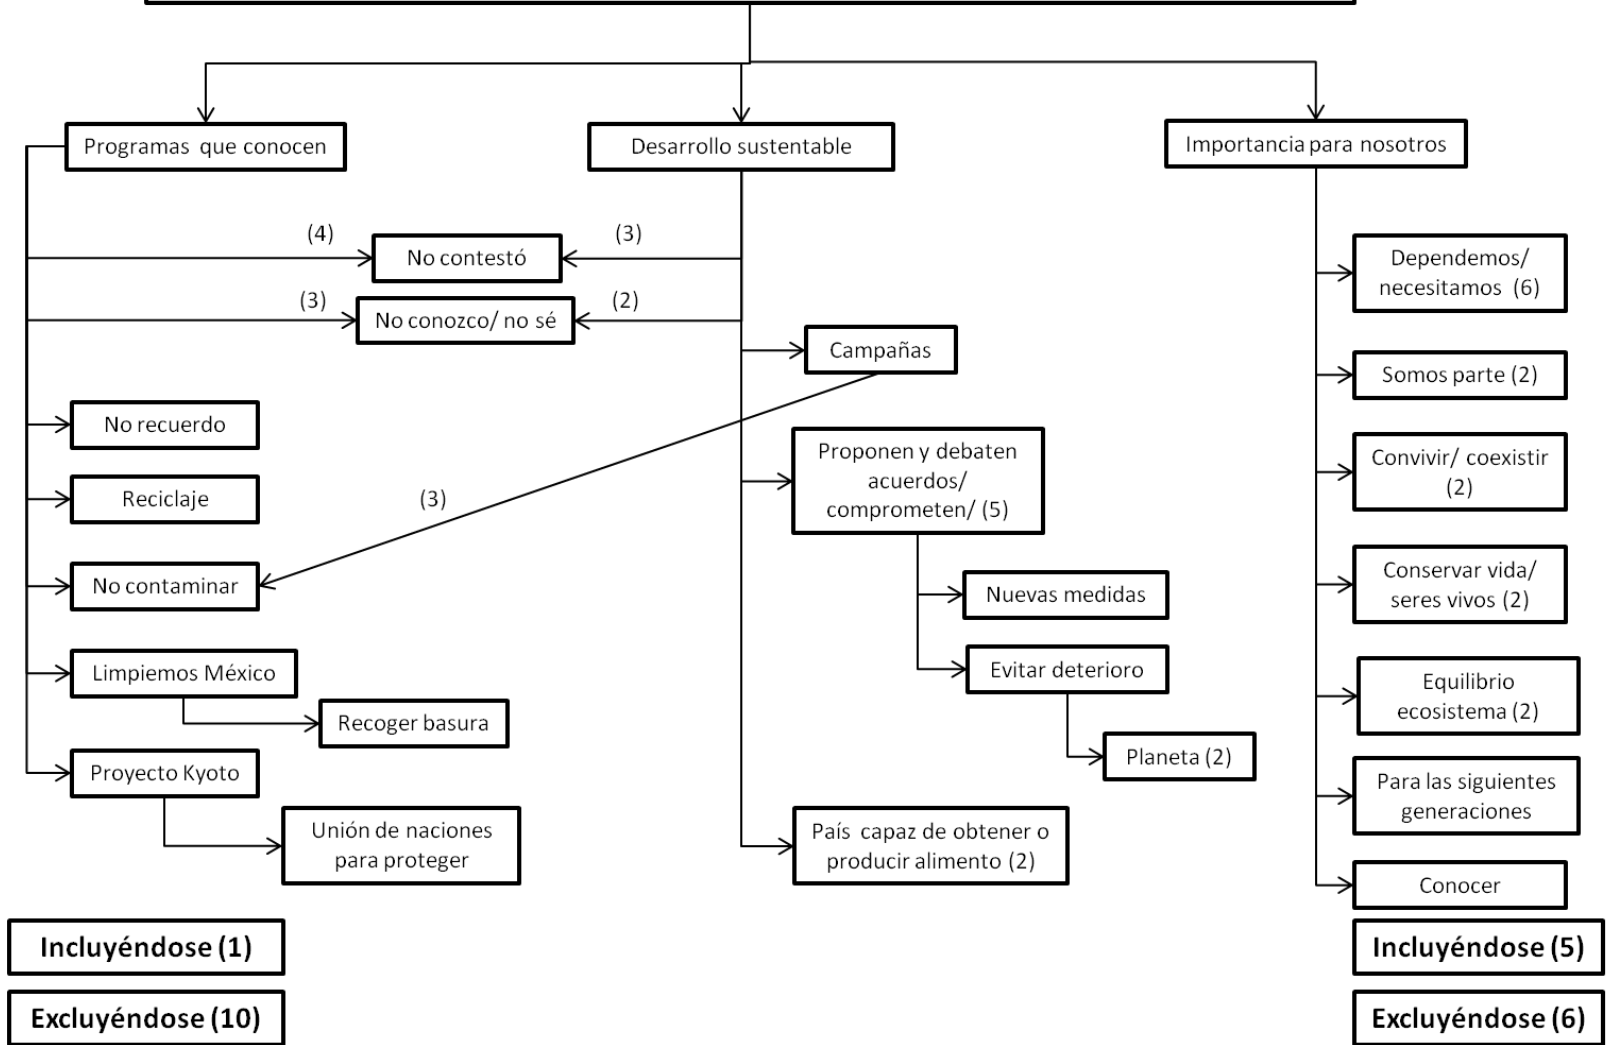 Programas que conocen
Desarrollo sustentable
Importancia para nosotros
(4)
No contestó
(3)
(3)
No conozco/ no sé
(2)
Campañas
No recuerdo
Reciclaje
No contaminar
(3)
Limpiemos México
Recoger basura
Proyecto Kyoto
Unión de naciones
para proteger
Proponen y debaten
acuerdos/
comprometen/ (5)
Nuevas medidas
Evitar deterioro
Planeta (2)
País capaz de obtener o
producir alimento (2)
Dependemos/
necesitamos (6)
Somos parte (2)
Convivir/ coexistir
(2)
Conservar vida/
seres vivos (2)
Equilibrio
ecosistema (2)
Para las siguientes
generaciones
Conocer
Incluyéndose (1)
Excluyéndose (10)
Incluyéndose (5)
Excluyéndose (6)